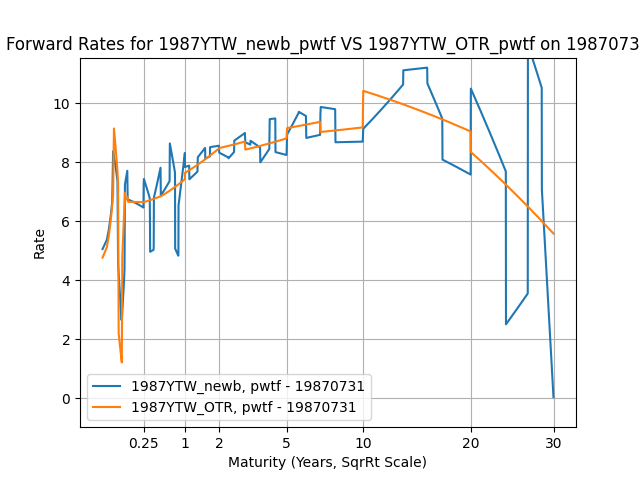 Forward Rates for 1987YTW_newb_pwtf VS 1987YTW_OTR_pwtf on 1987073
10
8
6
4
2
0
Rate
1987YTW_newb, pwtf - 19870731
1987YTW_OTR, pwtf - 19870731
0.25 1 2 5 10 20 30
Maturity (Years, SqrRt Scale)